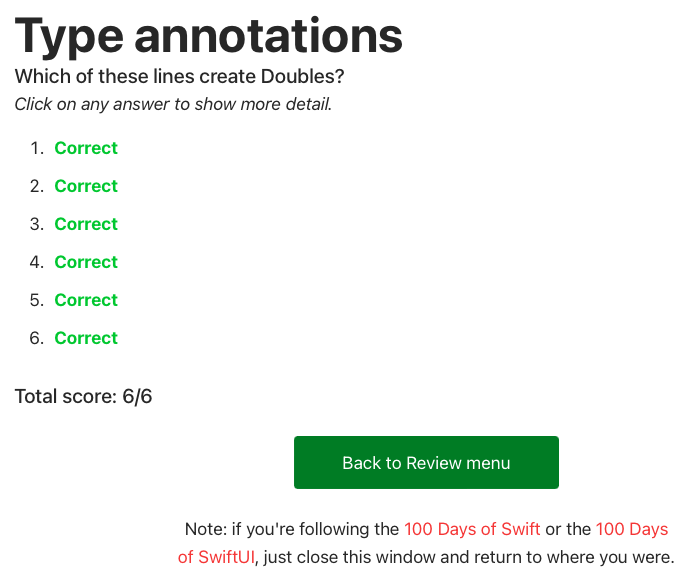 Type annotations
Which of these lines create Doubles?
Click on any answer to show more detail.
1. Correct
2. Correct
3. Correct
4. Correct
5. Correct
6. Correct
Total score: 6/6
Back to Review menu
Note: if you're following the 100 Days of Swift or the 100 Days
of SwiftUI, just close this window and return to where you were.